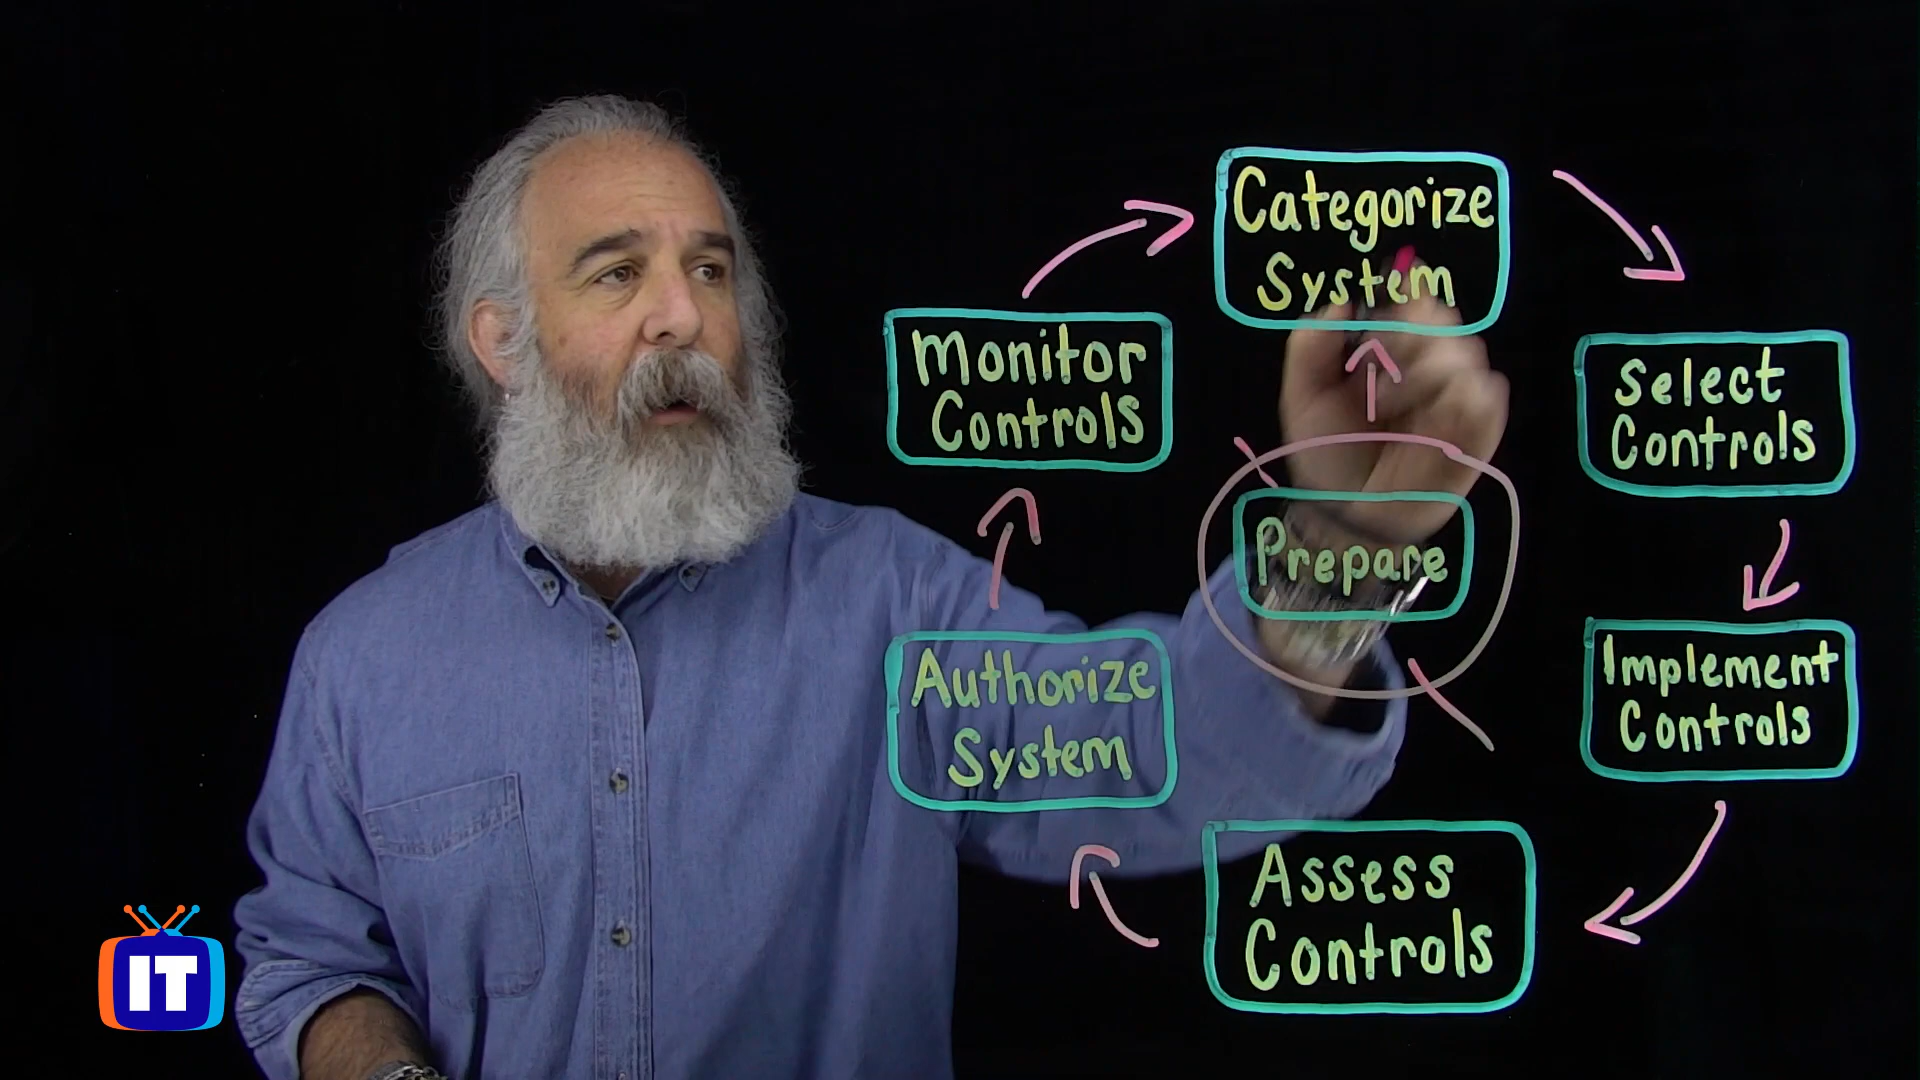 Categorize
System
Monitor
Controls
Select
Controls
Prepare
Implement
Controls
Authorize
System
Assess
Controls
IT